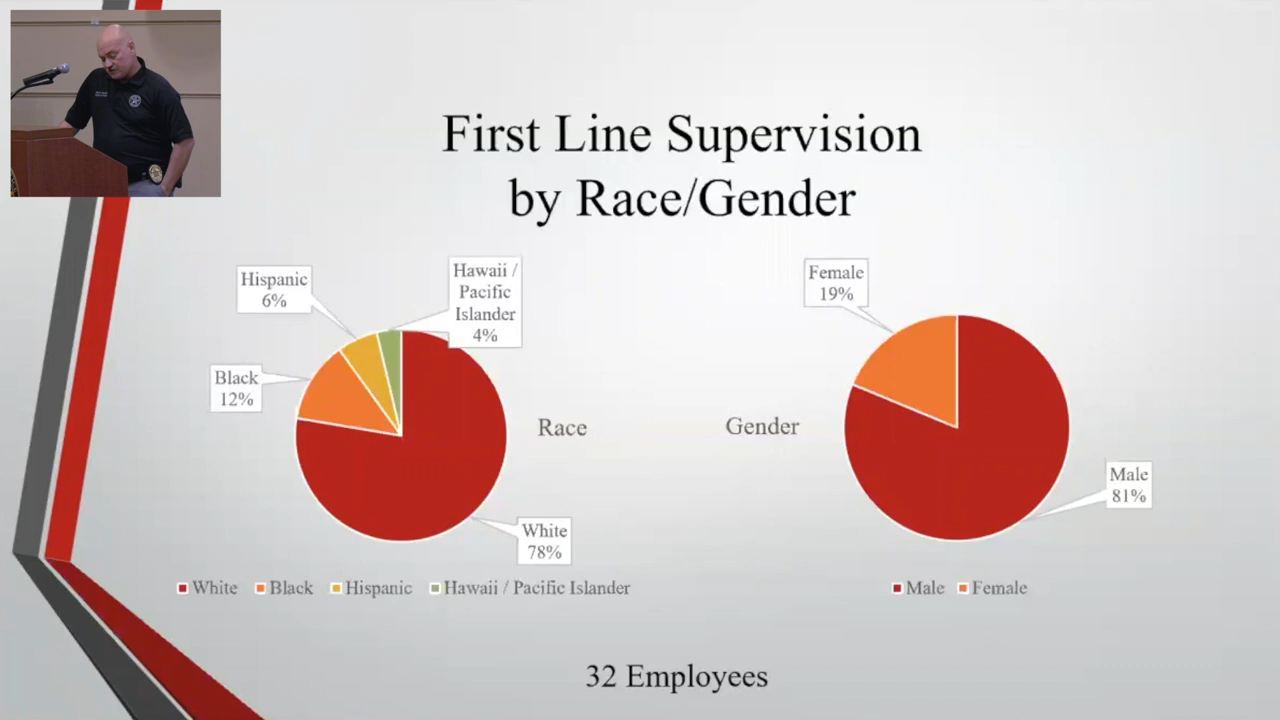 First Line Supervision
by Race/Gender
Hispanic
6%
Hawaii /
Pacific
Islander
4%
Black
12%
Race
White
78%
White Black Hispanic Hawaii / Pacific Islander
Female
19%
Gender
Male
81%
Male Female
32 Employees